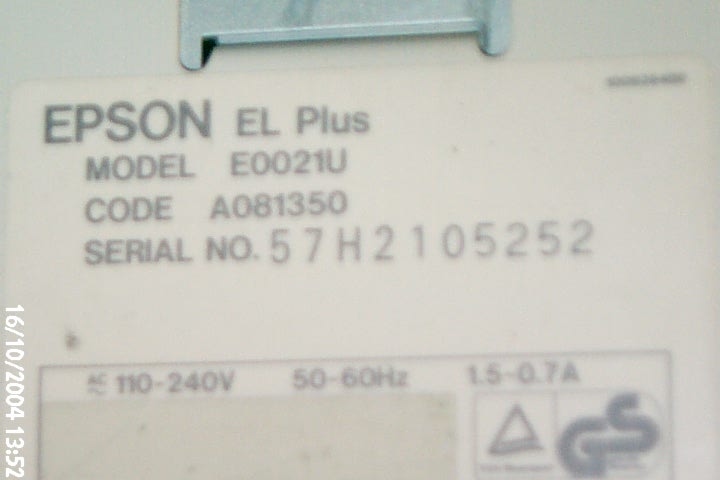 EPSON EL Plus
MODEL E0021U
CODE A081350
SERIAL NO. 57H2105252
AC 110-240V 50-60Hz 1.5-0.7A
GS
16/10/2004 13:52